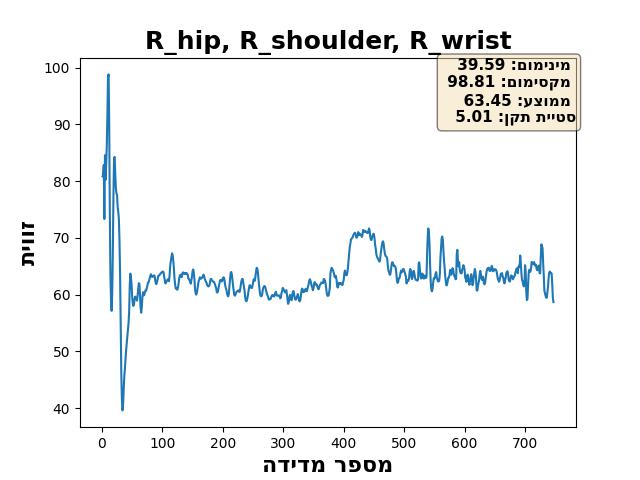 R_hip, R_shoulder, R_wrist
מינימום: 39.59
מקסימום: 98.81
ממוצע: 63.45
סטיית תקן: 5.01
זווית
100
90
80
70
60
50
40
0 100 200 300 400 500 600 700
מספר מדידה